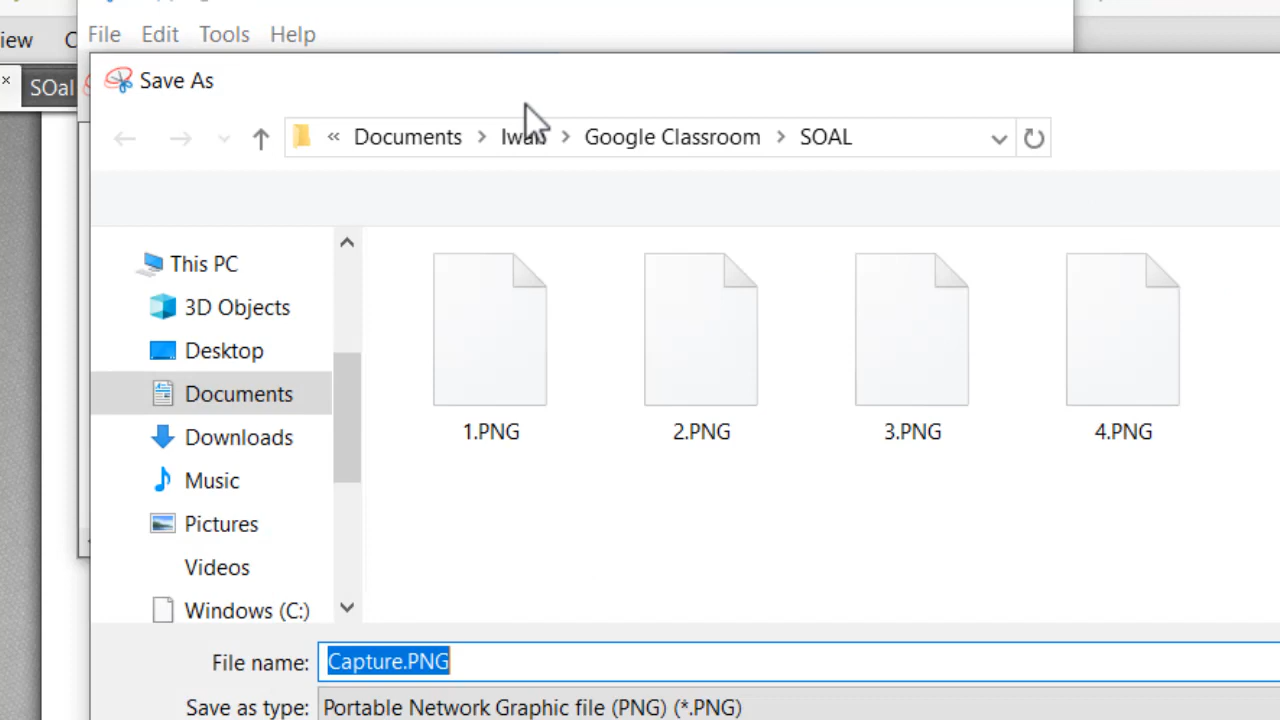 File Edit Tools Help
iew
SOal
Save As
« Documents › Iwan › Google Classroom › SOAL
This PC
3D Objects
Desktop
Documents
Downloads
Music
Pictures
Videos
Windows (C:)
1.PNG 2.PNG 3.PNG 4.PNG
File name: Capture.PNG
Save as type: Portable Network Graphic file (PNG) (*.PNG)